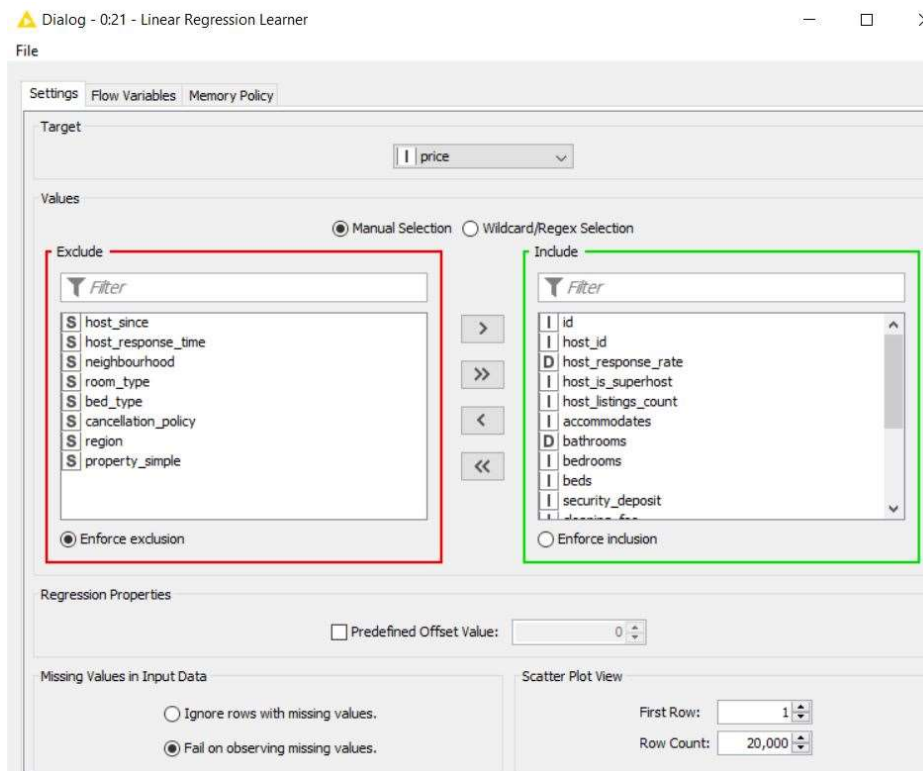 Dialog - 0:21 - Linear Regression Learner
File
Settings Flow Variables Memory Policy
Target
I price
Values
Manual Selection Wildcard/Regex Selection
Exclude
Filter
S host_since
S host_response_time
S neighbourhood
S room_type
S bed_type
S cancellation_policy
S region
S property_simple
Enforce exclusion
>
>>
<
<<
Include
Filter
I id
I host_id
D host_response_rate
I host_is_superhost
I host_listings_count
I accommodates
D bathrooms
I bedrooms
I beds
I security_deposit
Enforce inclusion
Regression Properties
Predefined Offset Value: 0
Missing Values in Input Data
Ignore rows with missing values.
Fail on observing missing values.
Scatter Plot View
First Row: 1
Row Count: 20,000